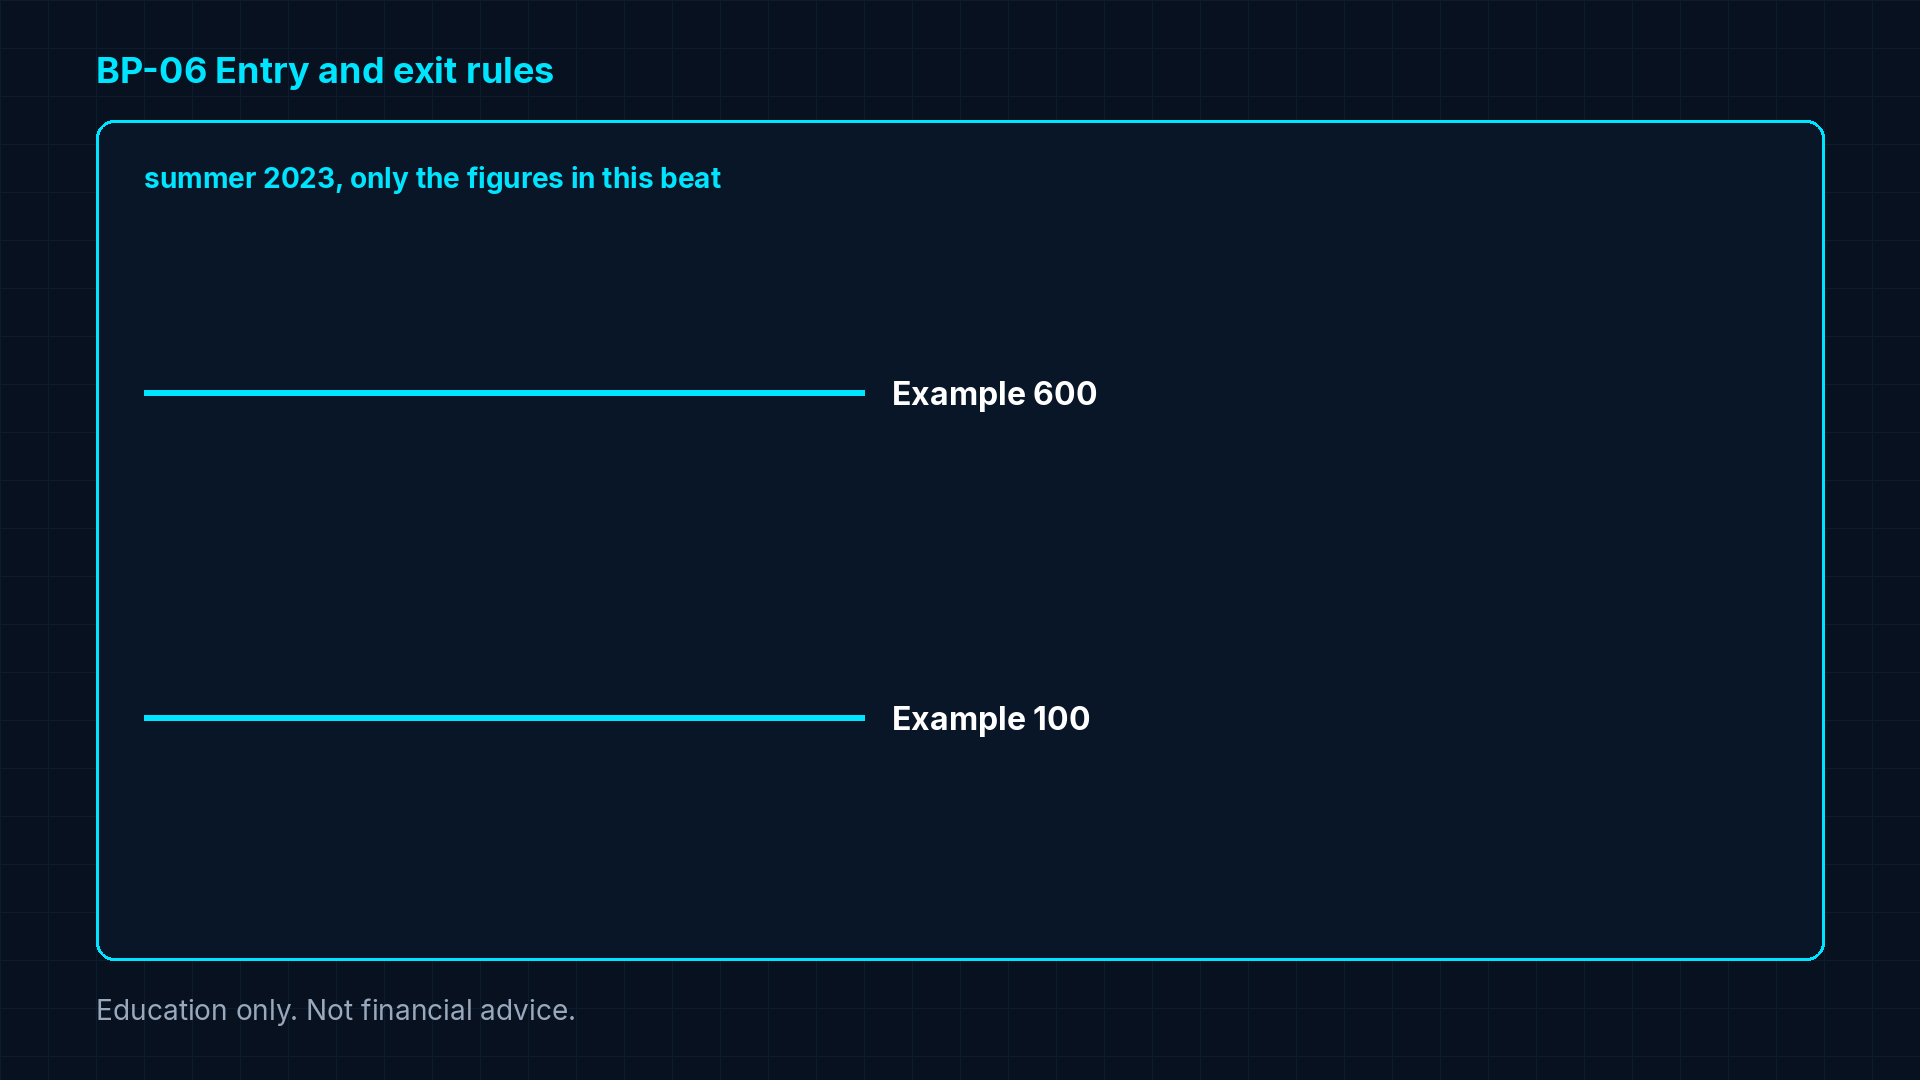 BP-06 Entry and exit rules
summer 2023, only the figures in this beat
Example 600
Example 100
Education only. Not financial advice.